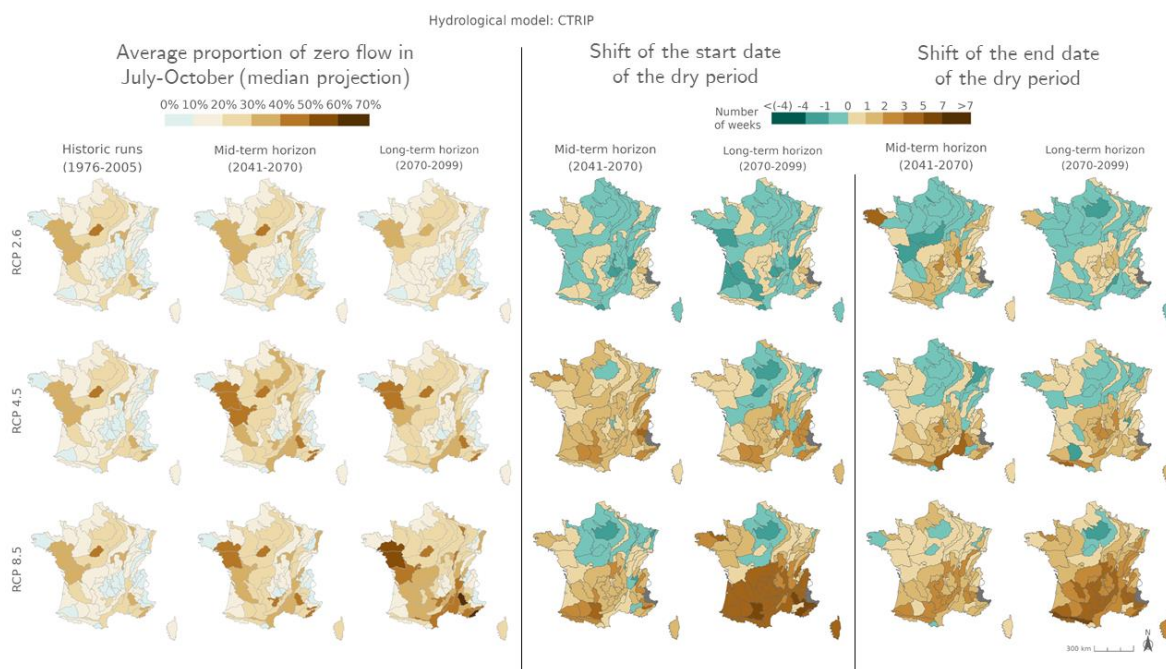 Hydrological model: CTRIP
Average proportion of zero flow in
July-October (median projection)
0% 10% 20% 30% 40% 50% 60% 70%
Shift of the start date
of the dry period
Shift of the end date
of the dry period
Number
of weeks
<(-4) -4 -1 0 1 2 3 5 7 >7
Historic runs
(1976-2005)
Mid-term horizon
(2041-2070)
Long-term horizon
(2070-2099)
Mid-term horizon
(2041-2070)
Long-term horizon
(2070-2099)
Mid-term horizon
(2041-2070)
Long-term horizon
(2070-2099)
RCP 2.6
RCP 4.5
RCP 8.5
300 km
N